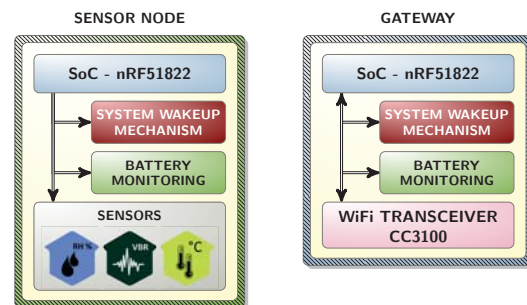 SENSOR NODE
SoC - nRF51822
SYSTEM WAKEUP
MECHANISM
BATTERY
MONITORING
SENSORS
RH %
VBR
°C
GATEWAY
SoC - nRF51822
SYSTEM WAKEUP
MECHANISM
BATTERY
MONITORING
WiFi TRANSCEIVER
CC3100